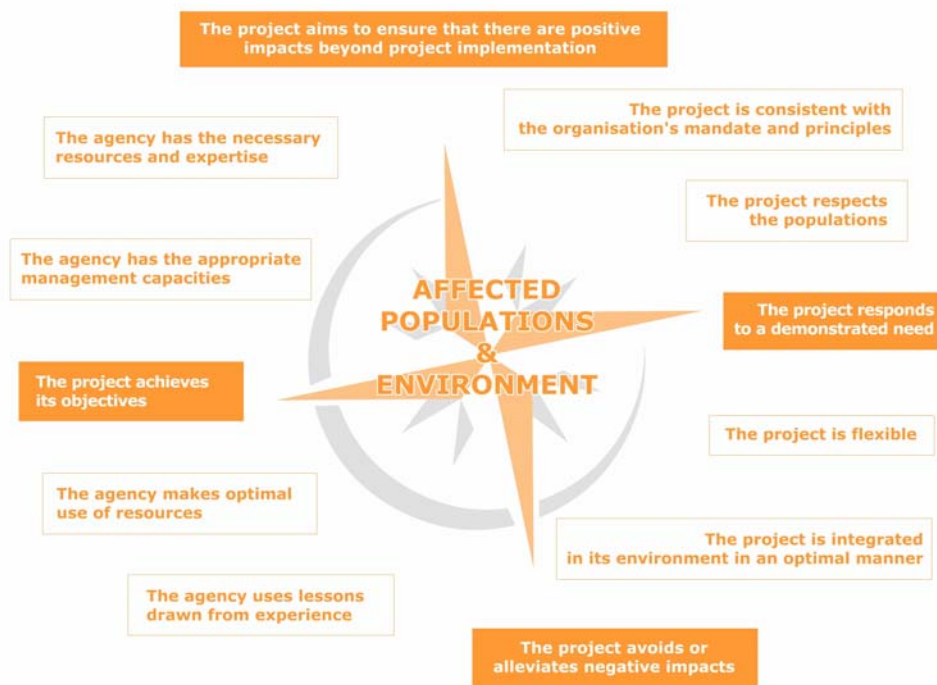 The project aims to ensure that there are positive
impacts beyond project implementation
The project is consistent with
the organisation's mandate and principles
The agency has the necessary
resources and expertise
The project respects
the populations
The agency has the appropriate
management capacities
AFFECTED
POPULATIONS
&
ENVIRONMENT
The project responds
to a demonstrated need
The project achieves
its objectives
The project is flexible
The agency makes optimal
use of resources
The project is integrated
in its environment in an optimal manner
The agency uses lessons
drawn from experience
The project avoids or
alleviates negative impacts